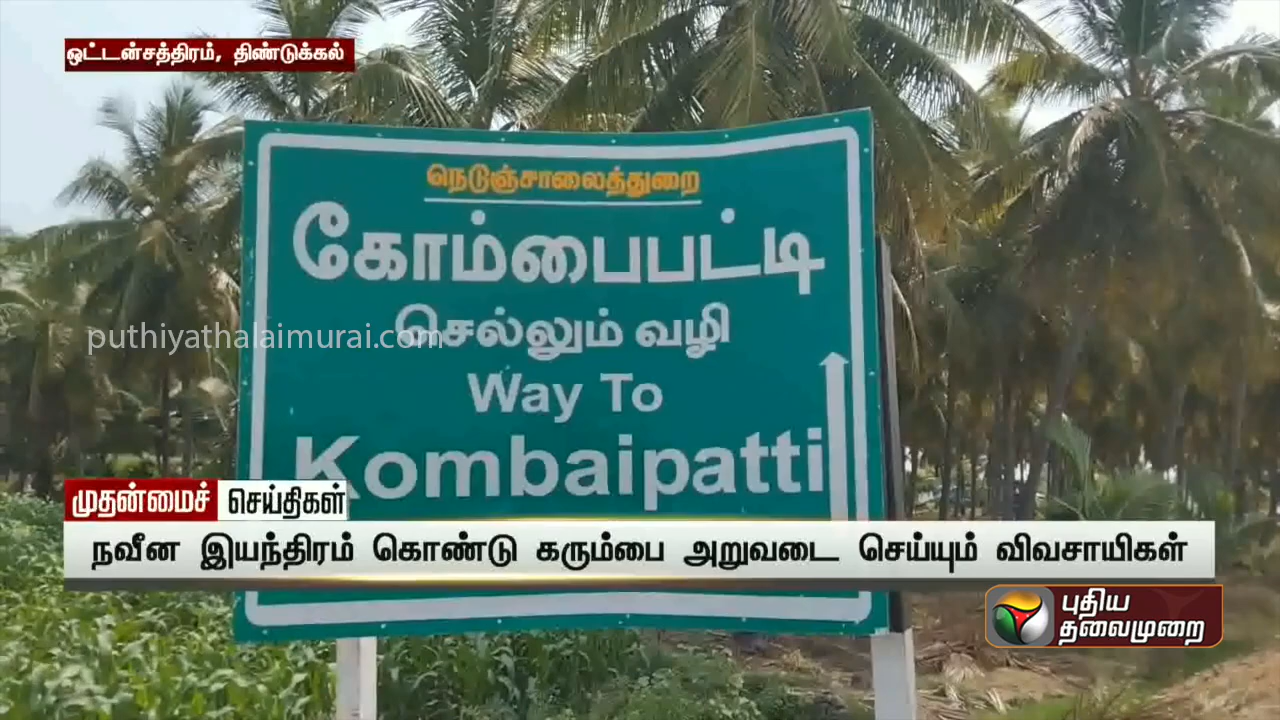 ஒட்டன்சத்திரம், திண்டுக்கல்
நெடுஞ்சாலைத்துறை
கோம்பைபட்டி
செல்லும் வழி
puthiyathalaimurai.com
Way To
Kombaipatti
முதன்மைச் செய்திகள்
நவீன இயந்திரம் கொண்டு கரும்பை அறுவடை செய்யும் விவசாயிகள்
புதிய
தலைமுறை